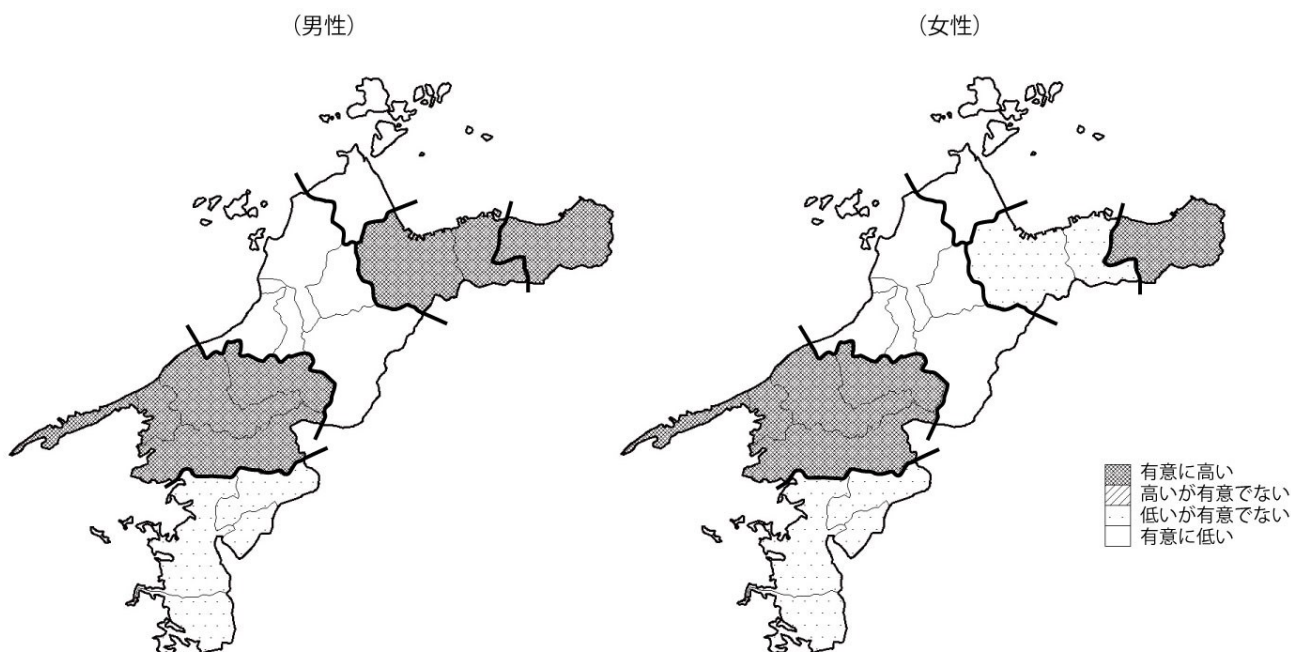 （男性）
（女性）
有意に高い
高いが有意でない
低いが有意でない
有意に低い